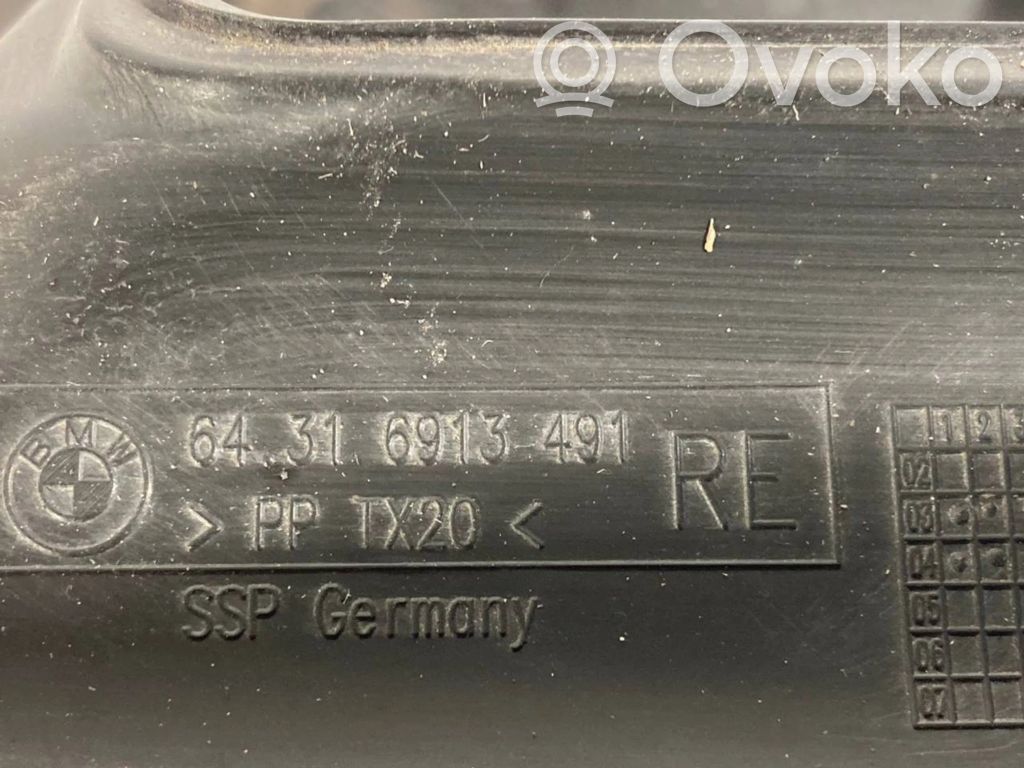 Ovoko
BMW
64.31 6913 491
> PP TX20 <
RE
SSP Germany
1 2 3
02
03
04
05
06
07